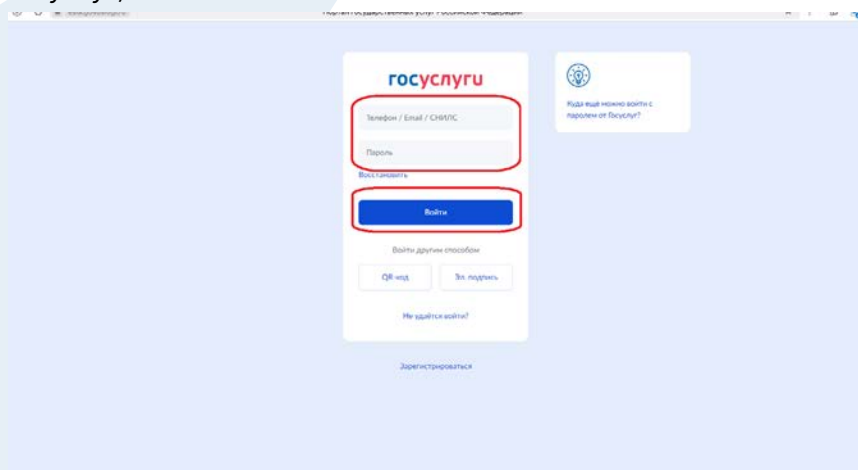 Портал государственных услуг Российской Федерации
госуслуги
Телефон / Email / СНИЛС
Пароль
Восстановить
Войти
Войти другим способом
QR-код
Эл. подпись
Не удаётся войти?
Зарегистрироваться
Куда ещё можно войти с
паролем от Госуслуг?